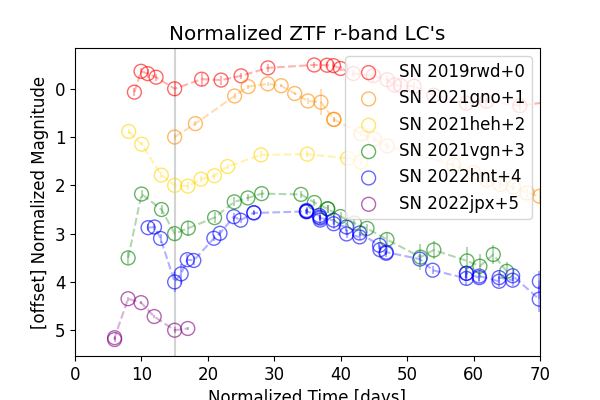 Normalized ZTF r-band LC's
[offset] Normalized Magnitude
0
1
2
3
4
5
SN 2019rwd+0
SN 2021gno+1
SN 2021heh+2
SN 2021vgn+3
SN 2022hnt+4
SN 2022jpx+5
0 10 20 30 40 50 60 70
Normalized Time [days]